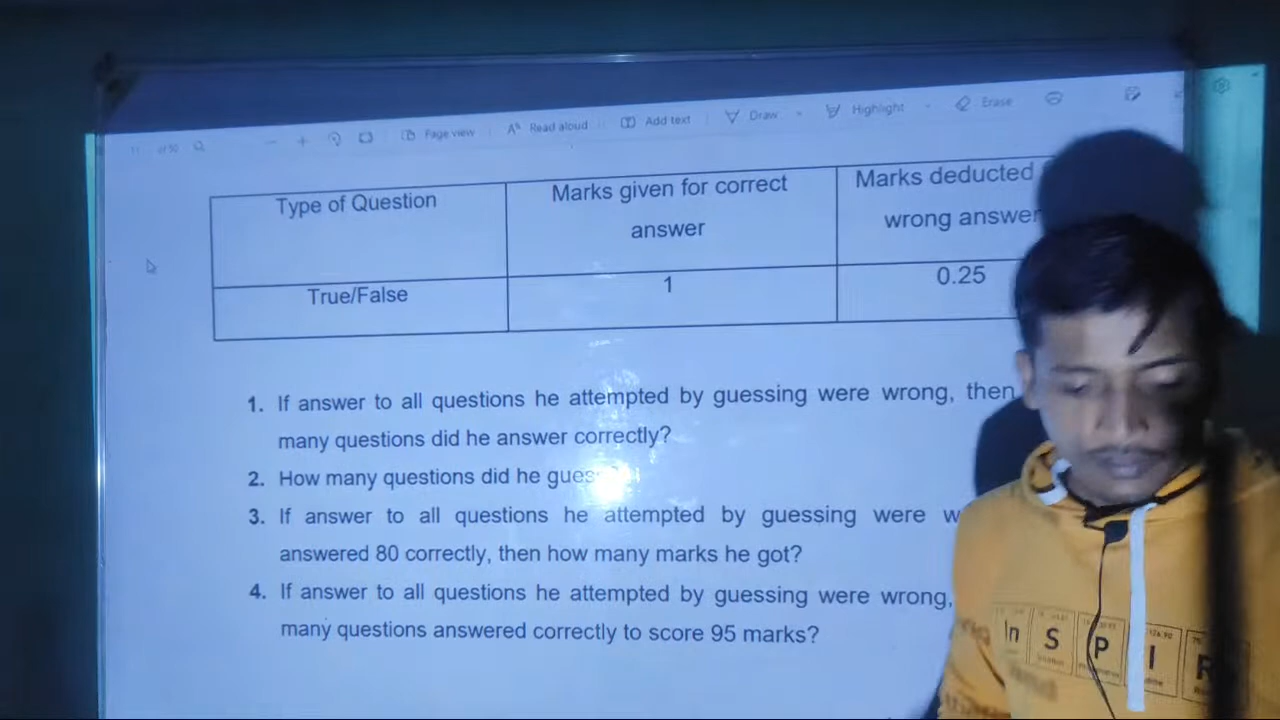 11 of 50 Page view Read aloud Add text Draw Highlight Erase
Type of Question Marks given for correct answer Marks deducted wrong answer
True/False 1 0.25
1. If answer to all questions he attempted by guessing were wrong, then
many questions did he answer correctly?
2. How many questions did he
3. If answer to all questions he attempted by guessing were
answered 80 correctly, then how many marks he got?
4. If answer to all questions he attempted by guessing were wrong,
many questions answered correctly to score 95 marks?
In S P I R